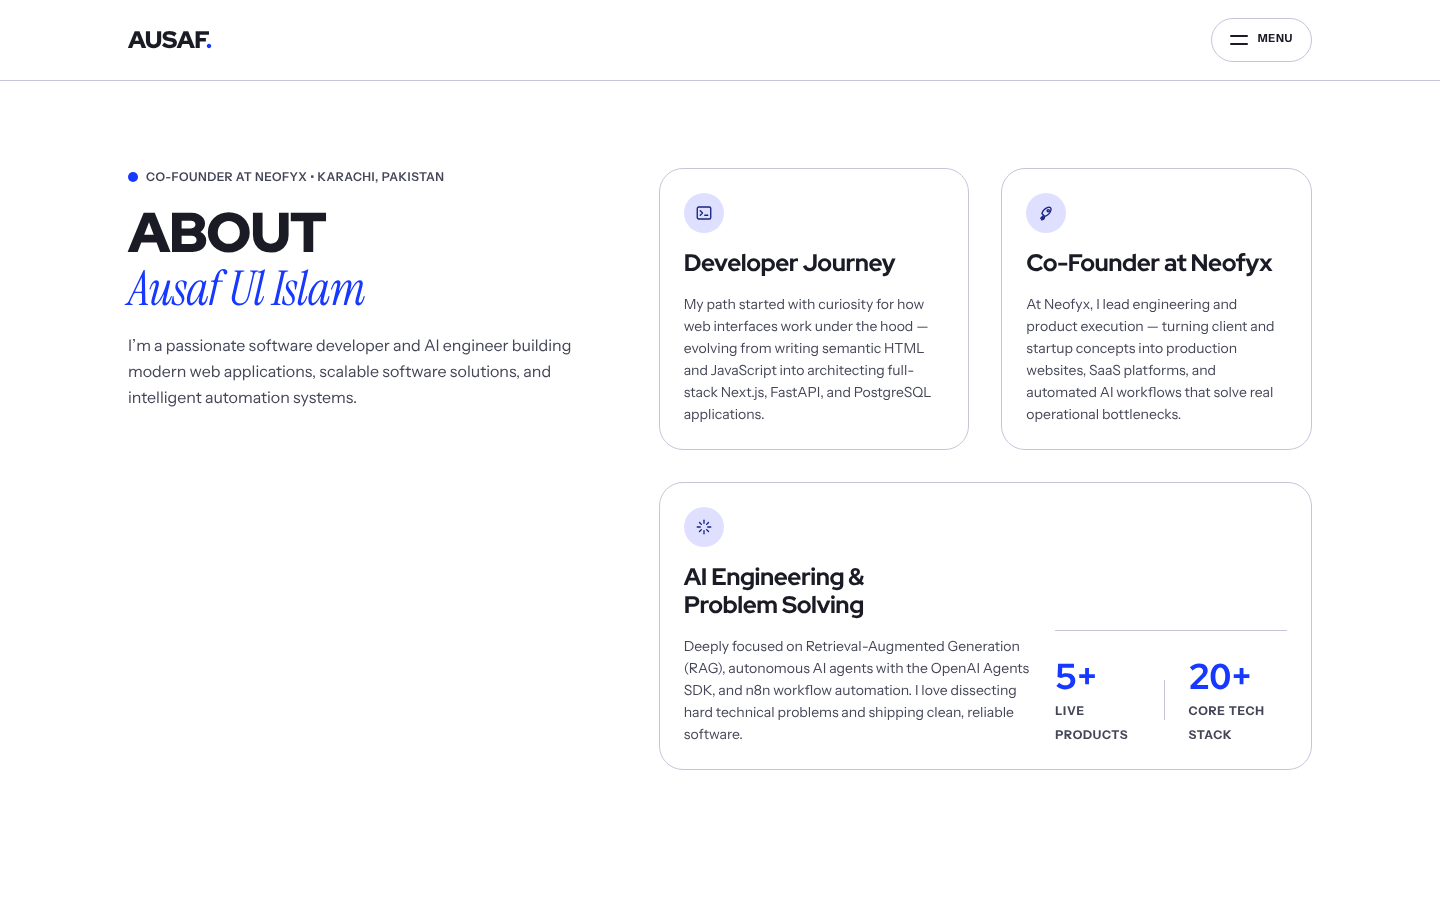 AUSAF.
MENU
CO-FOUNDER AT NEOFYX • KARACHI, PAKISTAN
ABOUT
Ausaf Ul Islam
I’m a passionate software developer and AI engineer building
modern web applications, scalable software solutions, and
intelligent automation systems.
Developer Journey
My path started with curiosity for how
web interfaces work under the hood —
evolving from writing semantic HTML
and JavaScript into architecting full-
stack Next.js, FastAPI, and PostgreSQL
applications.
Co-Founder at Neofyx
At Neofyx, I lead engineering and
product execution — turning client and
startup concepts into production
websites, SaaS platforms, and
automated AI workflows that solve real
operational bottlenecks.
AI Engineering &
Problem Solving
Deeply focused on Retrieval-Augmented Generation
(RAG), autonomous AI agents with the OpenAI Agents
SDK, and n8n workflow automation. I love dissecting
hard technical problems and shipping clean, reliable
software.
5+
LIVE
PRODUCTS
20+
CORE TECH
STACK